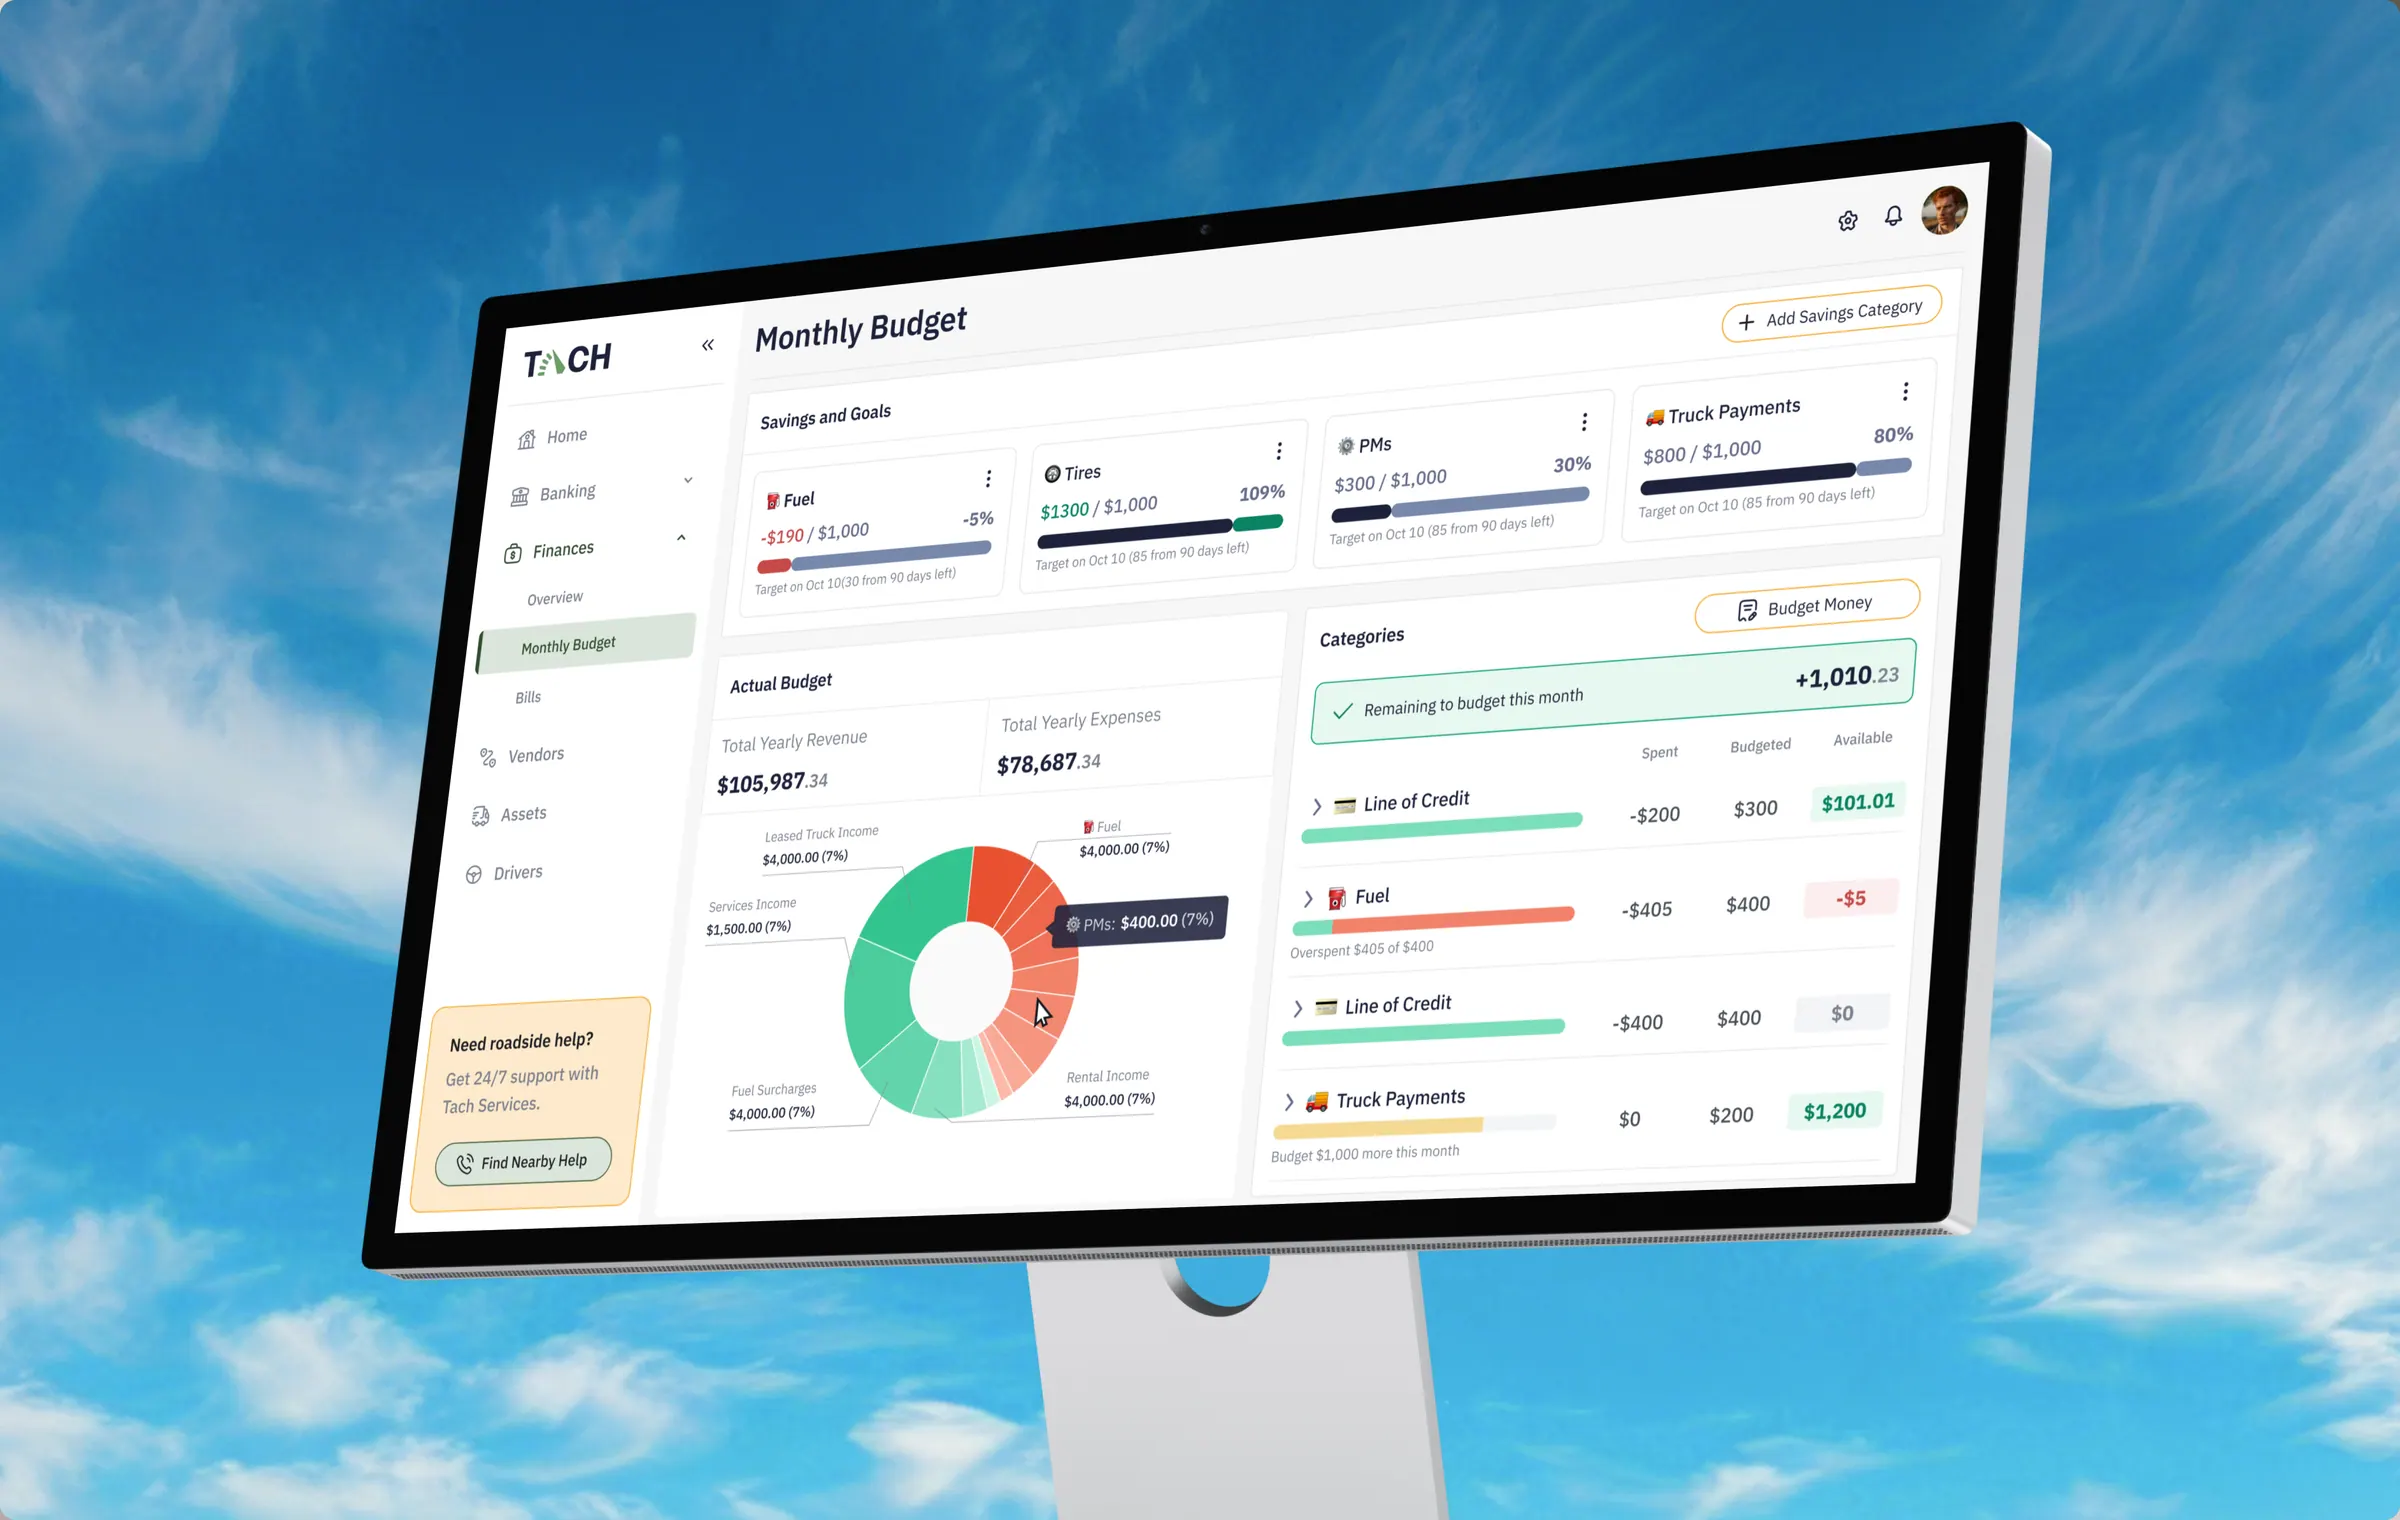 TACH
«
Home
Banking
Finances
Overview
Monthly Budget
Bills
Vendors
Assets
Drivers
Need roadside help?
Get 24/7 support with
Tach Services.
Find Nearby Help
Monthly Budget
Savings and Goals
+ Add Savings Category
Fuel
-$190 / $1,000 -5%
Target on Oct 10(30 from 90 days left)
Tires
$1300 / $1,000 109%
Target on Oct 10 (85 from 90 days left)
PMs
$300 / $1,000 30%
Target on Oct 10 (85 from 90 days left)
Truck Payments
$800 / $1,000 80%
Target on Oct 10 (85 from 90 days left)
Actual Budget
Total Yearly Revenue
$105,987.34
Total Yearly Expenses
$78,687.34
Leased Truck Income
$4,000.00 (7%)
Services Income
$1,500.00 (7%)
Fuel Surcharges
$4,000.00 (7%)
Fuel
$4,000.00 (7%)
PMs: $400.00 (7%)
Rental Income
$4,000.00 (7%)
Categories
Budget Money
Remaining to budget this month +1,010.23
Spent Budgeted Available
Line of Credit -$200 $300 $101.01
Fuel -$405 $400 -$5
Overspent $405 of $400
Line of Credit -$400 $400 $0
Truck Payments $0 $200 $1,200
Budget $1,000 more this month